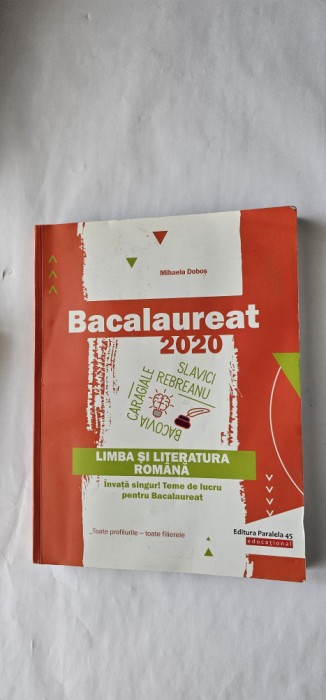 Mihaela Doboș
Bacalaureat
2020
SLAVICI
REBREANU
CARAGIALE
BACOVIA
LIMBA ȘI LITERATURA
ROMÂNĂ
Învață singur! Teme de lucru
pentru Bacalaureat
Toate profilurile – toate filierele
Editura Paralela 45
educațional